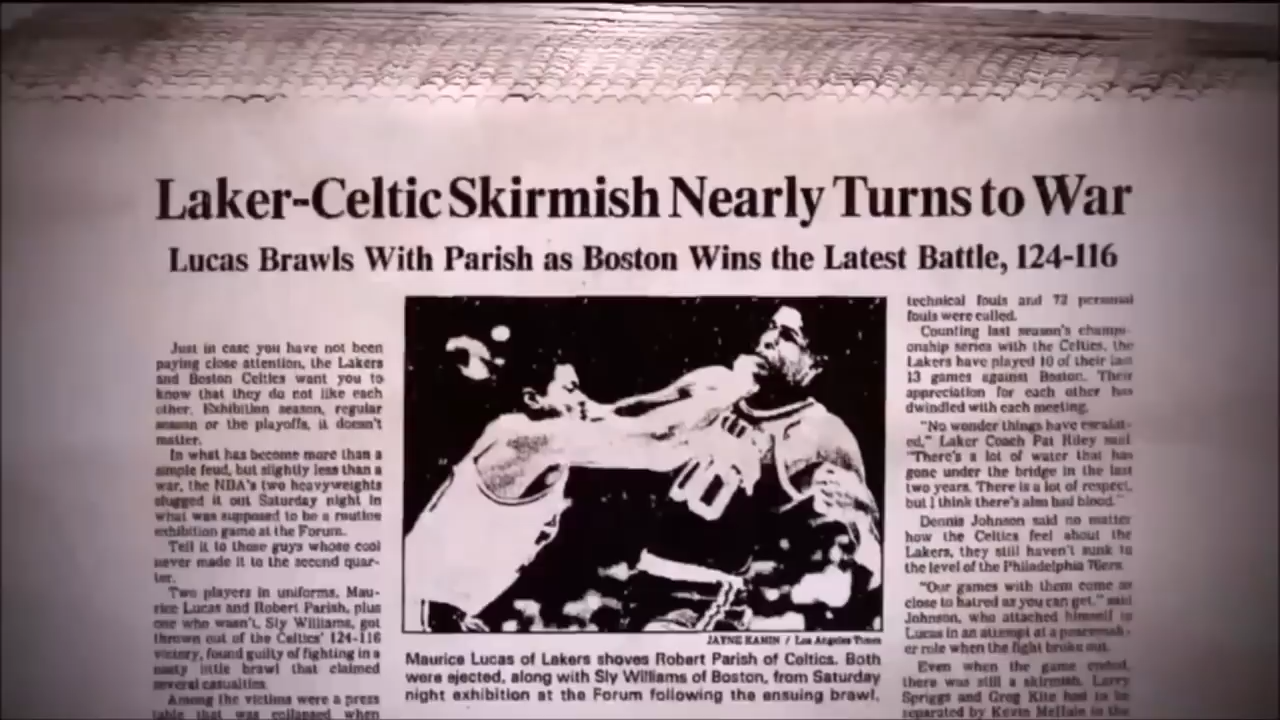 Laker-Celtic Skirmish Nearly Turns to War
Lucas Brawls With Parish as Boston Wins the Latest Battle, 124-116
Just in case you have not been
paying close attention, the Lakers
and Boston Celtics want you to
know that they do not like each
other. Exhibition season, regular
season or the playoffs, it doesn't
matter.
In what has become more than a
simple feud, but slightly less than a
war, the NBA's two heavyweights
slugged it out Saturday night in
what was supposed to be a routine
exhibition game at the Forum.
Tell it to those guys whose cool
never made it to the second quar-
ter.
Two players in uniforms, Mau-
rice Lucas and Robert Parish, plus
one who wasn't, Sly Williams, got
thrown out of the Celtics' 124-116
victory, found guilty of fighting in a
nasty little brawl that claimed
several casualties.
Among the victims were a press
table that was collapsed when
JAYNE KAMIN / Los Angeles Times
Maurice Lucas of Lakers shoves Robert Parish of Celtics. Both
were ejected, along with Sly Williams of Boston, from Saturday
night exhibition at the Forum following the ensuing brawl.
technical fouls and 72 personal
fouls were called.
Counting last season's champi-
onship series with the Celtics, the
Lakers have played 10 of their last
13 games against Boston. Their
appreciation for each other has
dwindled with each meeting.
"No wonder things have escalat-
ed," Laker Coach Pat Riley said
"There's a lot of water that has
gone under the bridge in the last
two years. There is a lot of respect,
but I think there's also bad blood."
Dennis Johnson said no matter
how the Celtics feel about the
Lakers, they still haven't sunk to
the level of the Philadelphia 76ers.
"Our games with them come as
close to hatred as you can get," said
Johnson, who attached himself to
Lucas in an attempt at a peacemak-
er role when the fight broke out.
Even when the game ended,
there was still a skirmish. Larry
Spriggs and Greg Kite had to be
separated by Kevin McHale in the